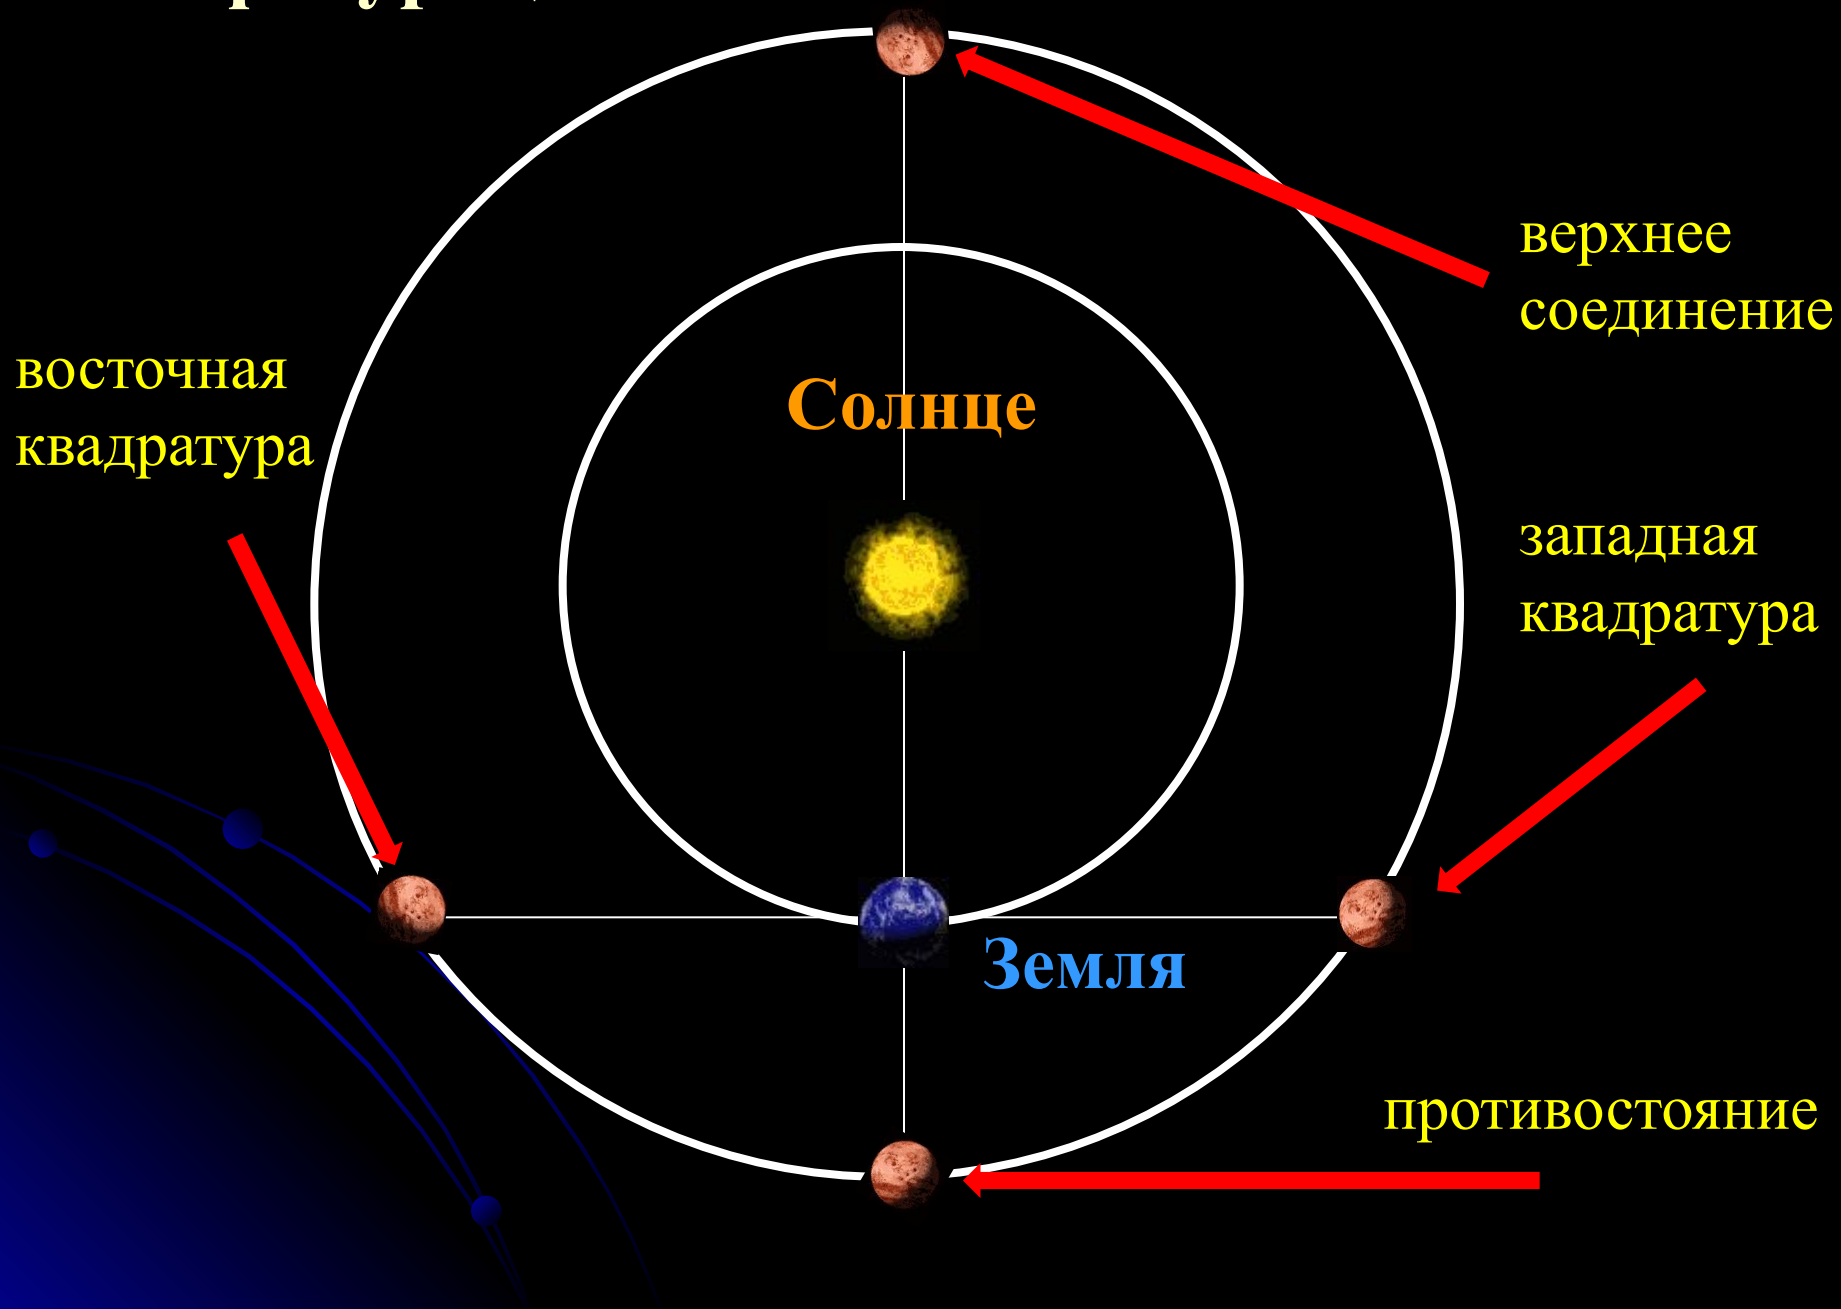 верхнее
соединение
восточная
квадратура
Солнце
западная
квадратура
Земля
противостояние